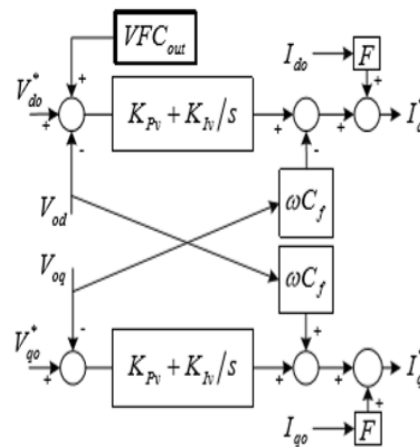 VFC_out
I_do
F
V*_do
+
+
-
K_Pv + K_Iv/s
+
-
+
+
V_od
ωC_f
V_oq
ωC_f
V*_qo
-
+
K_Pv + K_Iv/s
+
+
+
+
I_qo
F